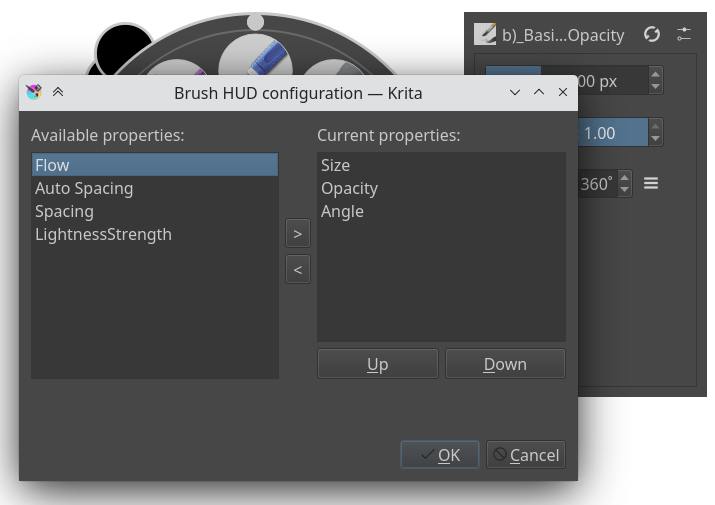 b)_Basi...Opacity
00 px
Brush HUD configuration — Krita
Available properties:
Current properties:
Flow
Auto Spacing
Spacing
LightnessStrength
Size
Opacity
Angle
1.00
360°
>
<
Up
Down
OK
Cancel